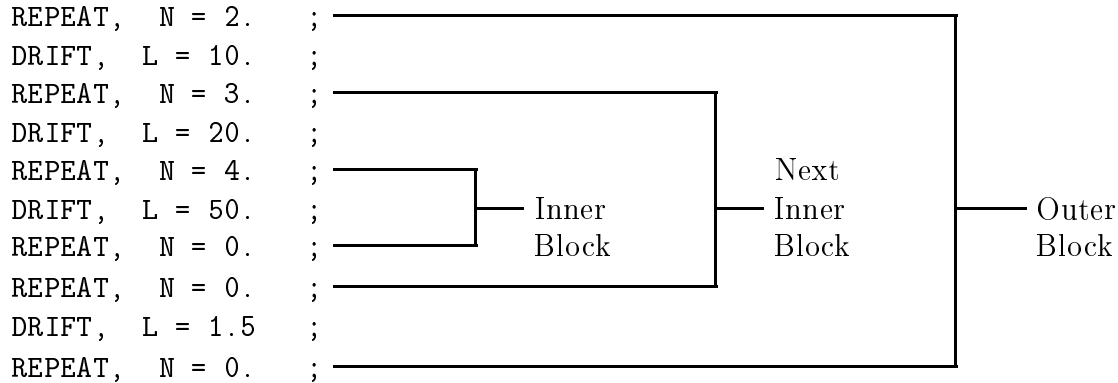 REPEAT, N = 2. ;
DRIFT, L = 10. ;
REPEAT, N = 3. ;
DRIFT, L = 20. ;
REPEAT, N = 4. ;
DRIFT, L = 50. ;
REPEAT, N = 0. ;
REPEAT, N = 0. ;
DRIFT, L = 1.5 ;
REPEAT, N = 0. ;
Inner
Block
Next
Inner
Block
Outer
Block